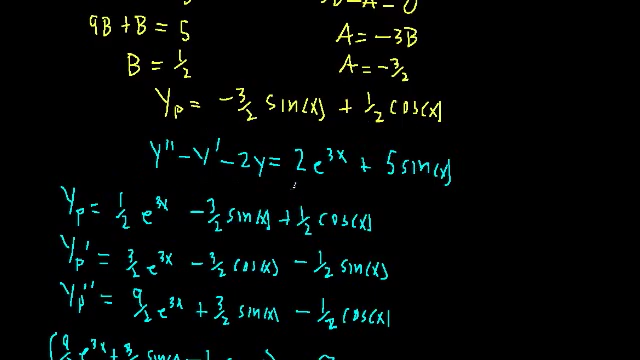 9B + B = 5
A = -3B
B = 1/2
A = -3/2
Yp = -3/2 sin(x) + 1/2 cos(x)
Y'' - Y' - 2y = 2e^3x + 5 sin(x)
Yp = 1/2 e^3x - 3/2 sin(x) + 1/2 cos(x)
Yp' = 3/2 e^3x - 3/2 cos(x) - 1/2 sin(x)
Yp'' = 9/2 e^3x + 3/2 sin(x) - 1/2 cos(x)